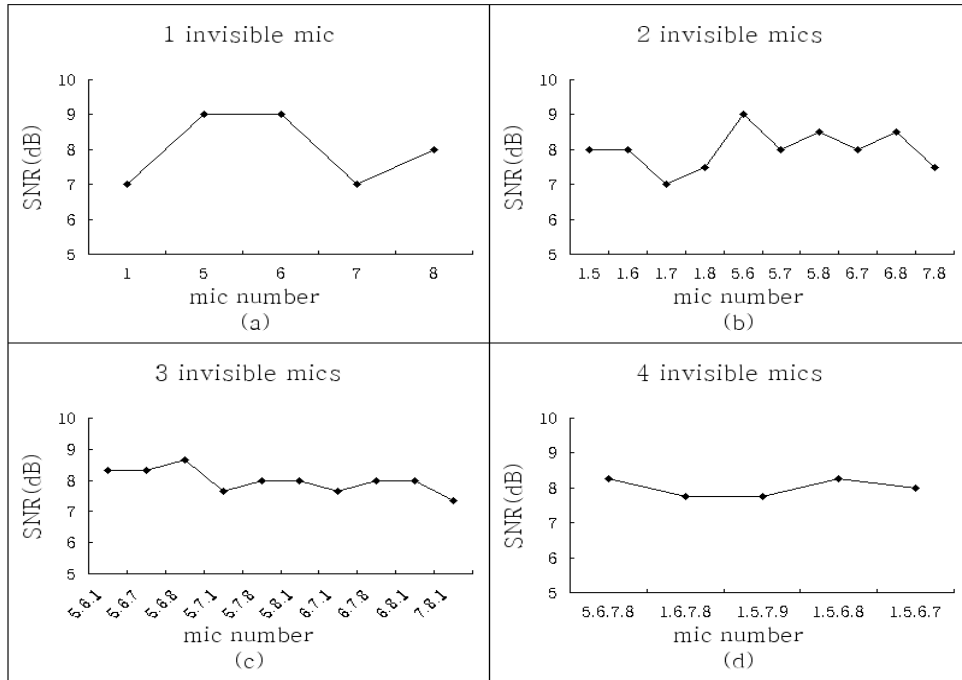 1 invisible mic
10
9
8
7
6
5
SNR(dB)
1 5 6 7 8
mic number
(a)
2 invisible mics
10
9
8
7
6
5
SNR(dB)
1.5 1.6 1.7 1.8 5.6 5.7 5.8 6.7 6.8 7.8
mic number
(b)
3 invisible mics
10
9
8
7
6
5
SNR(dB)
5.6.1 5.6.7 5.6.8 5.7.1 5.7.8 5.8.1 6.7.1 6.7.8 6.8.1 7.8.1
mic number
(c)
4 invisible mics
10
9
8
7
6
5
SNR(dB)
5.6.7.8 1.6.7.8 1.5.7.9 1.5.6.8 1.5.6.7
mic number
(d)